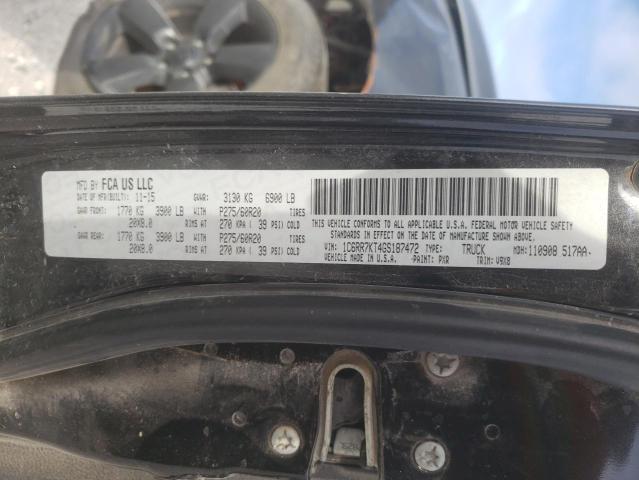 MFD BY FCA US LLC
DATE OF MFR(BUILT): 11-15 GVWR: 3130 KG 6900 LB
GAWR FRONT: 1770 KG 3900 LB WITH P275/60R20 TIRES
20X8.0 RIMS AT 270 KPA ( 39 PSI) COLD
GAWR REAR: 1770 KG 3900 LB WITH P275/60R20 TIRES
20X8.0 RIMS AT 270 KPA ( 39 PSI) COLD
THIS VEHICLE CONFORMS TO ALL APPLICABLE U.S.A. FEDERAL MOTOR VEHICLE SAFETY
STANDARDS IN EFFECT ON THE DATE OF MANUFACTURE SHOWN ABOVE.
VIN: 1C6RR7KT4GS187472 TYPE: TRUCK MDH: 110908 517AA
VEHICLE MADE IN U.S.A. PAINT: PXR TRIM: V9X8